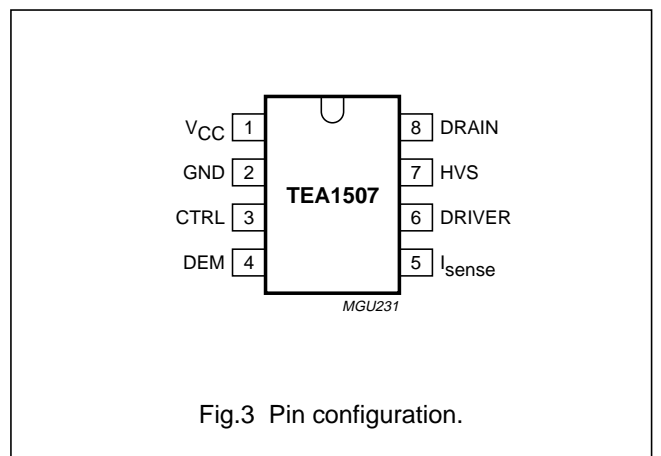 VCC 1 8 DRAIN
GND 2 7 HVS
TEA1507
CTRL 3 6 DRIVER
DEM 4 5 Isense
MGU231
Fig.3 Pin configuration.